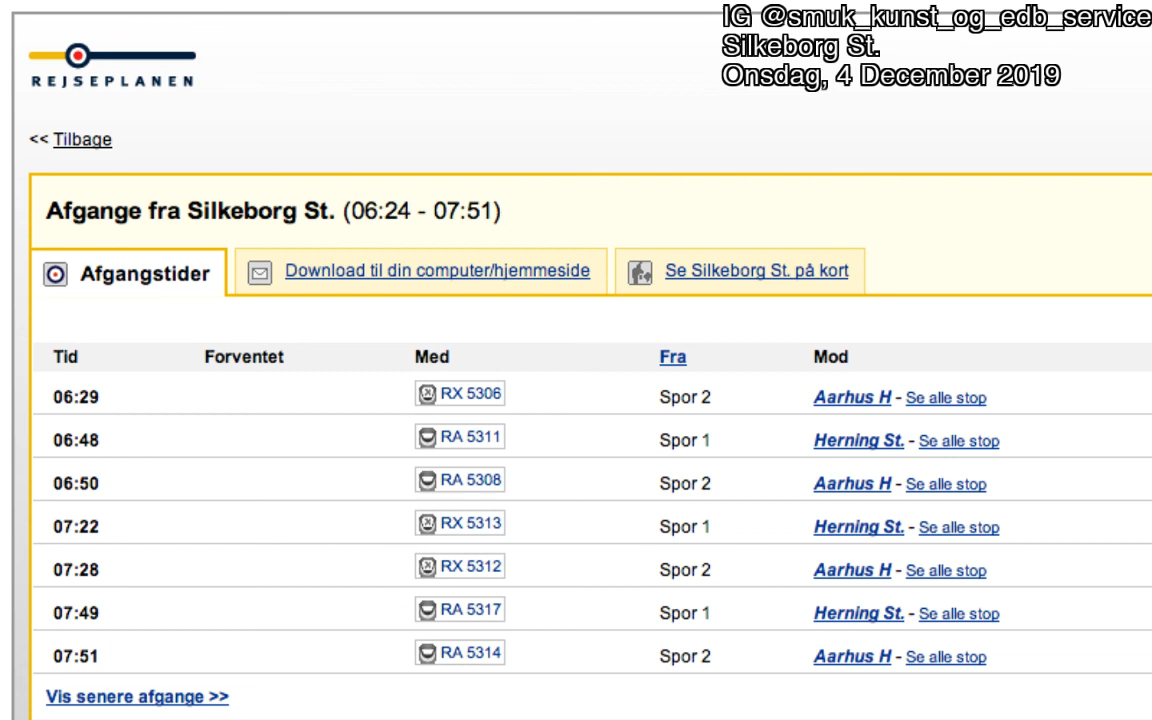 IG @smuk_kunst_og_edb_service
Silkeborg St.
Onsdag, 4 December 2019
REJSEPLANEN
<< Tilbage
Afgange fra Silkeborg St. (06:24 - 07:51)
Afgangstider Download til din computer/hjemmeside Se Silkeborg St. på kort
Tid Forventet Med Fra Mod
06:29 RX 5306 Spor 2 Aarhus H - Se alle stop
06:48 RA 5311 Spor 1 Herning St. - Se alle stop
06:50 RA 5308 Spor 2 Aarhus H - Se alle stop
07:22 RX 5313 Spor 1 Herning St. - Se alle stop
07:28 RX 5312 Spor 2 Aarhus H - Se alle stop
07:49 RA 5317 Spor 1 Herning St. - Se alle stop
07:51 RA 5314 Spor 2 Aarhus H - Se alle stop
Vis senere afgange >>